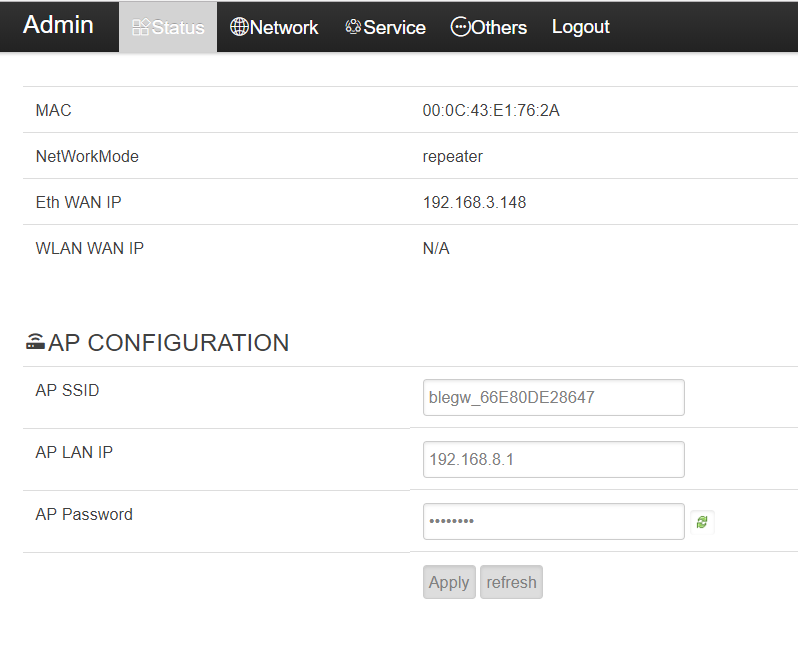 Admin Status Network Service Others Logout
MAC 00:0C:43:E1:76:2A
NetWorkMode repeater
Eth WAN IP 192.168.3.148
WLAN WAN IP N/A
AP CONFIGURATION
AP SSID blegw_66E80DE28647
AP LAN IP 192.168.8.1
AP Password ••••••••
Apply refresh